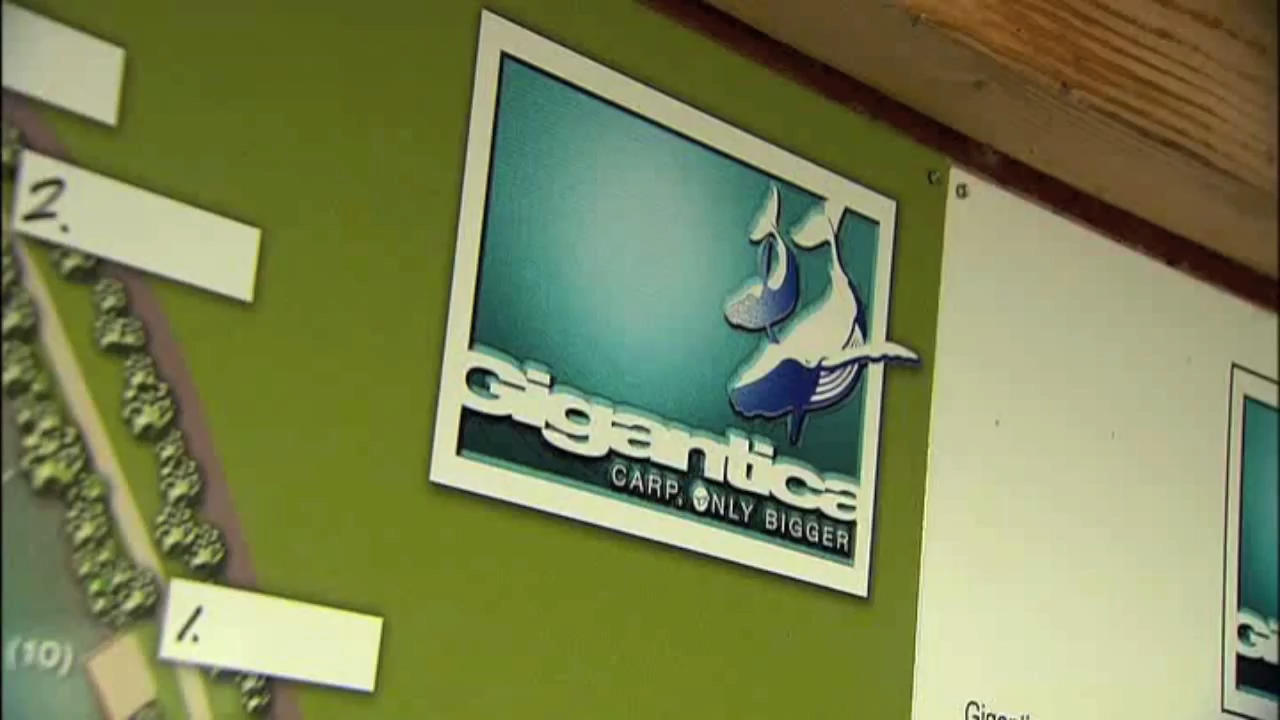 2.
Gigantica
CARP, ONLY BIGGER
1.
(10)